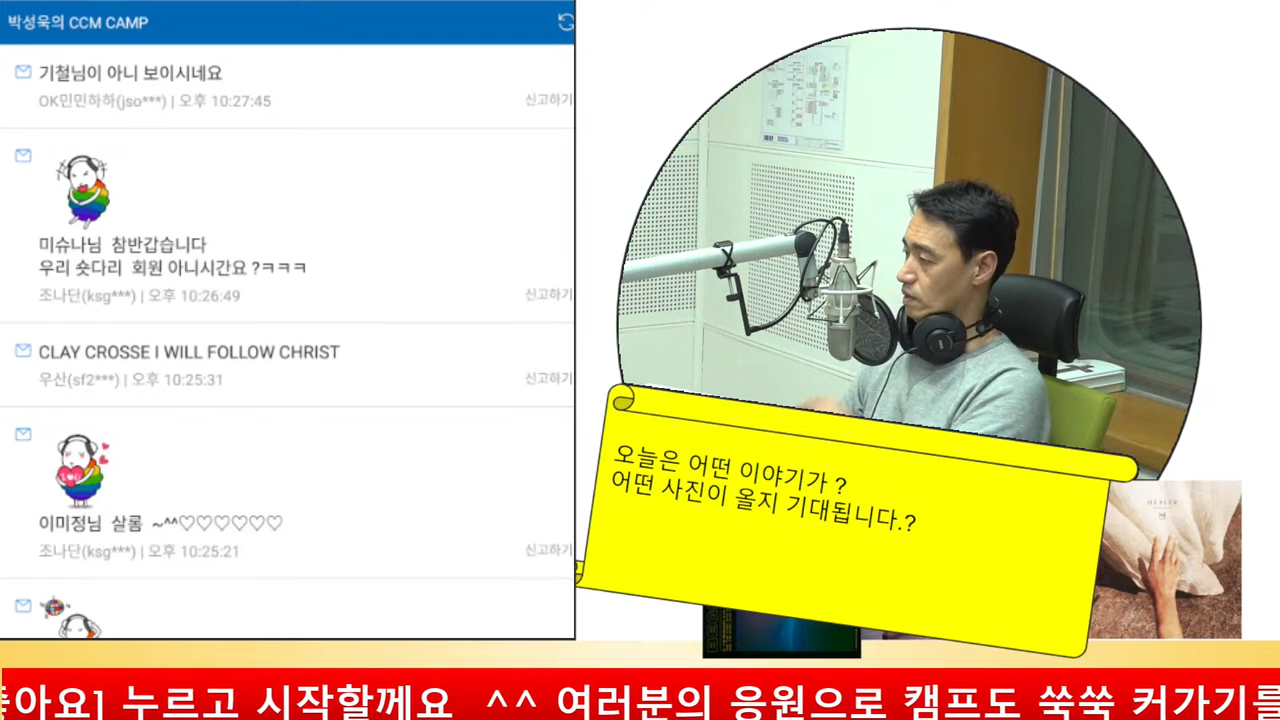 박성욱의 CCM CAMP
기철님이 아니 보이시네요
OK민민하하(jso***) | 오후 10:27:45
신고하기
미슈나님 참반갑습니다
우리 숏다리 회원 아니시간요 ?ㅋㅋㅋ
조나단(ksg***) | 오후 10:26:49
신고하기
CLAY CROSSE I WILL FOLLOW CHRIST
우산(sf2***) | 오후 10:25:31
신고하기
이미정님 살롬 ~^^♡♡♡♡♡♡
조나단(ksg***) | 오후 10:25:21
신고하기
오늘은 어떤 이야기가 ?
어떤 사진이 올지 기대됩니다.?
HEALER
아요] 누르고 시작할께요 ^^ 여러분의 응원으로 캠프도 쑥쑥 커가기를